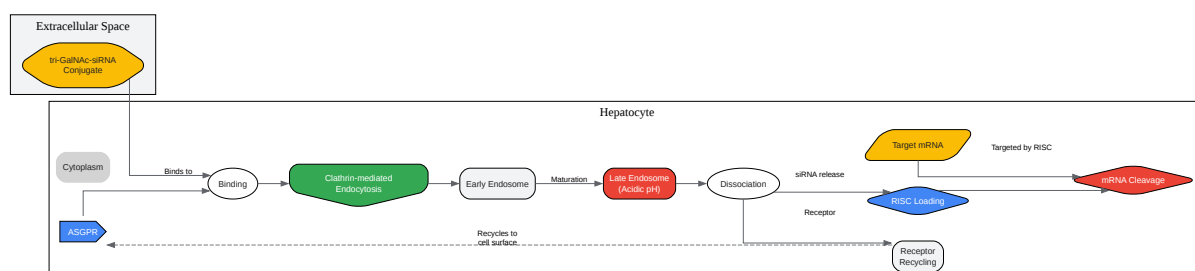 Extracellular Space
tri-GalNAc-siRNA
Conjugate
Hepatocyte
Cytoplasm
Binds to
Binding
ASGPR
Clathrin-mediated
Endocytosis
Early Endosome
Maturation
Late Endosome
(Acidic pH)
Dissociation
siRNA release
Receptor
Target mRNA
Targeted by RISC
RISC Loading
mRNA Cleavage
Recycles to
cell surface
Receptor
Recycling